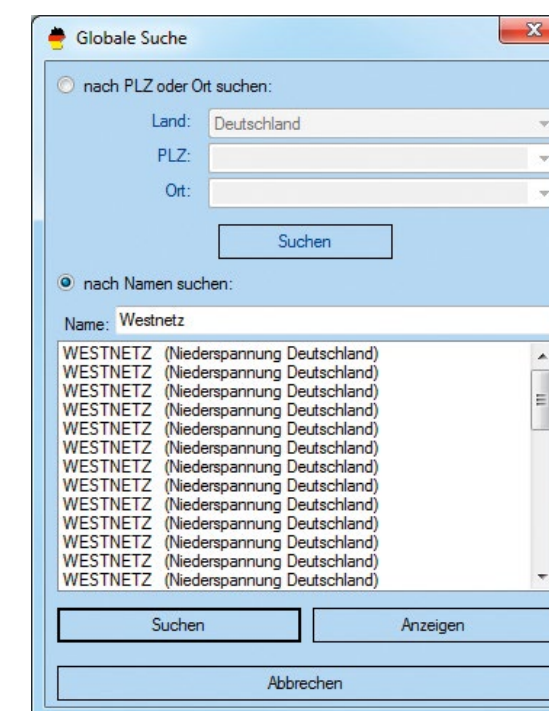 Globale Suche
nach PLZ oder Ort suchen:
Land: Deutschland
PLZ:
Ort:
Suchen
nach Namen suchen:
Name: Westnetz
WESTNETZ (Niederspannung Deutschland)
WESTNETZ (Niederspannung Deutschland)
WESTNETZ (Niederspannung Deutschland)
WESTNETZ (Niederspannung Deutschland)
WESTNETZ (Niederspannung Deutschland)
WESTNETZ (Niederspannung Deutschland)
WESTNETZ (Niederspannung Deutschland)
WESTNETZ (Niederspannung Deutschland)
WESTNETZ (Niederspannung Deutschland)
WESTNETZ (Niederspannung Deutschland)
WESTNETZ (Niederspannung Deutschland)
WESTNETZ (Niederspannung Deutschland)
WESTNETZ (Niederspannung Deutschland)
Suchen Anzeigen
Abbrechen